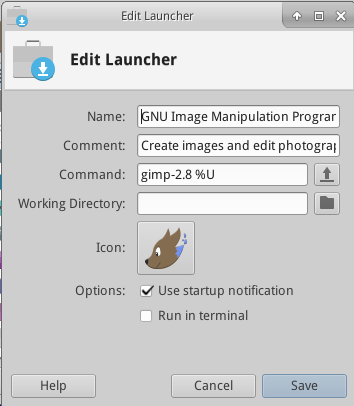 Edit Launcher
Edit Launcher
Name: GNU Image Manipulation Prograr
Comment: Create images and edit photograp
Command: gimp-2.8 %U
Working Directory:
Icon:
Options: Use startup notification
Run in terminal
Help Cancel Save